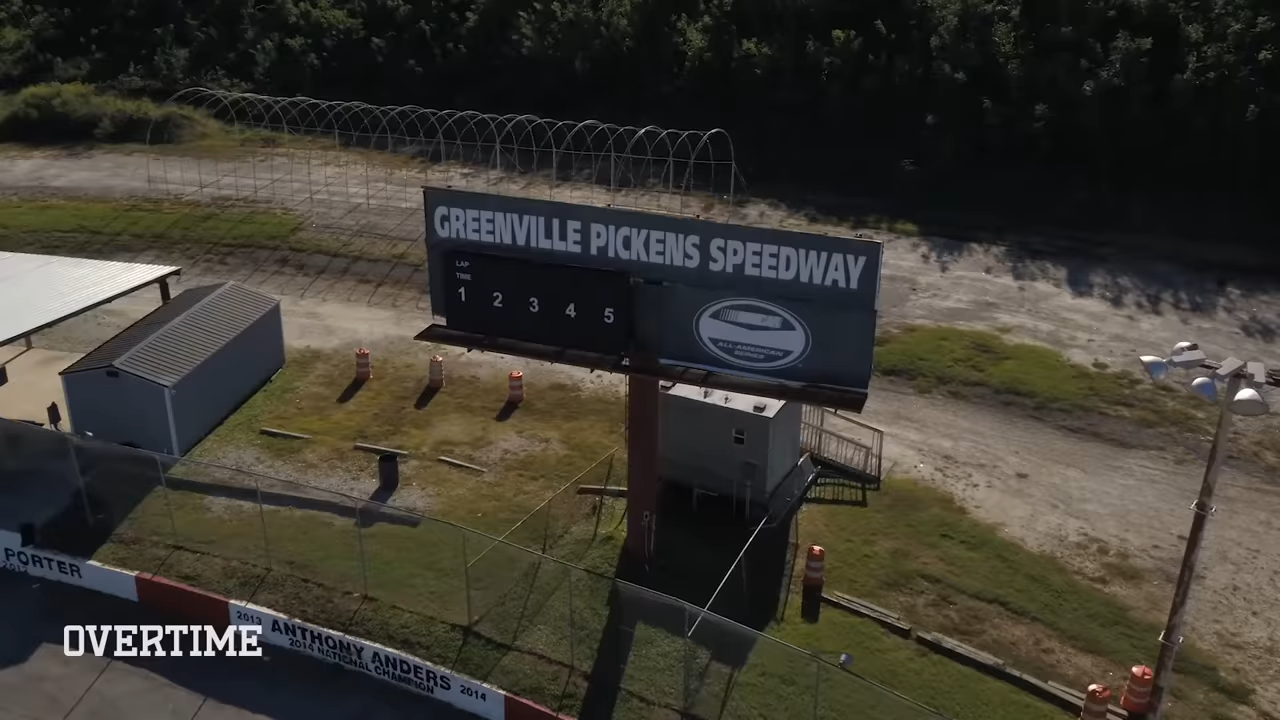 GREENVILLE PICKENS SPEEDWAY
LAP
TIME
1 2 3 4 5
ALL-AMERICAN
SERIES
PORTER
OVERTIME
2013 ANTHONY ANDERS 2014
2014 NATIONAL CHAMPION